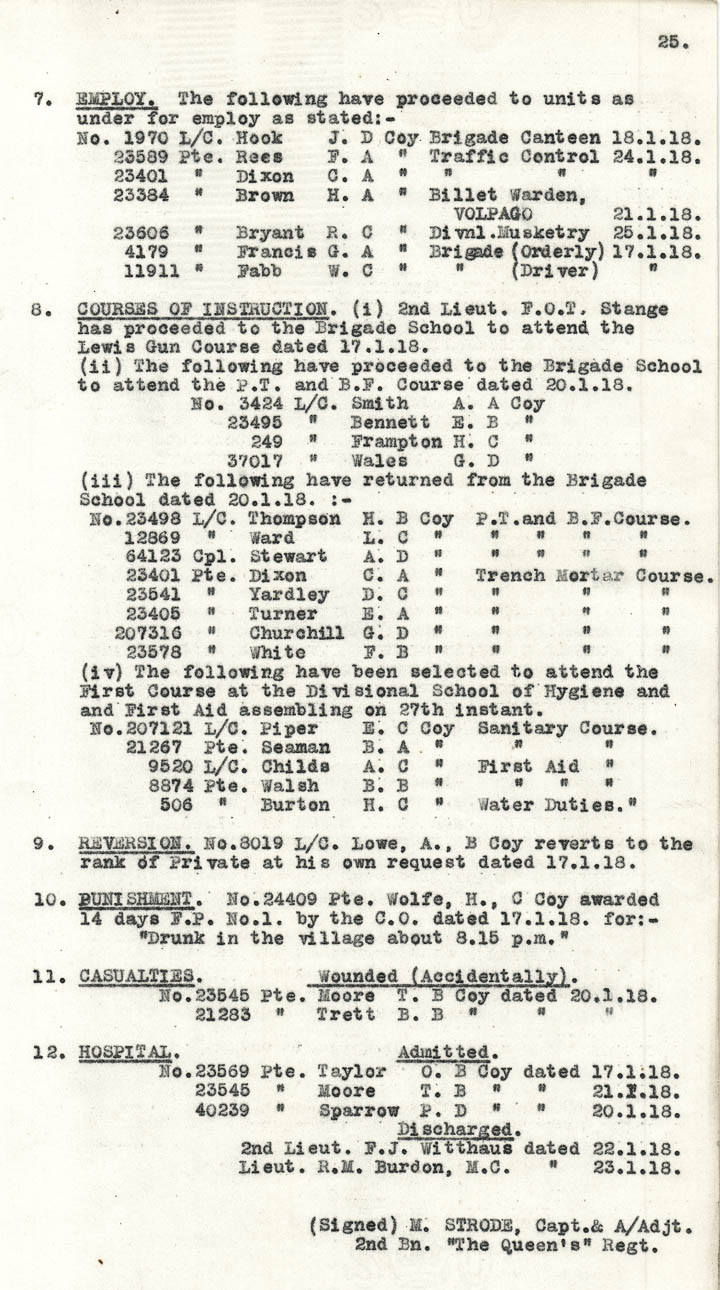 25.
7. EMPLOY. The following have proceeded to units as
under for employ as stated:-
No. 1970 L/C. Hook J. D Coy Brigade Canteen 18.1.18.
23589 Pte. Rees F. A " Traffic Control 24.1.18.
23401 " Dixon C. A " " " "
23384 " Brown H. A " Billet Warden,
VOLPAGO 21.1.18.
23606 " Bryant R. C " Divnl.Musketry 25.1.18.
4179 " Francis G. A " Brigade (Orderly) 17.1.18.
11911 " Fabb W. C " " (Driver) "
8. COURSES OF INSTRUCTION. (i) 2nd Lieut. F.O.T. Stange
has proceeded to the Brigade School to attend the
Lewis Gun Course dated 17.1.18.
(ii) The following have proceeded to the Brigade School
to attend the P.T. and B.F. Course dated 20.1.18.
No. 3424 L/C. Smith A. A Coy
23495 " Bennett E. B "
249 " Frampton H. C "
37017 " Wales G. D "
(iii) The following have returned from the Brigade
School dated 20.1.18. :-
No.23498 L/C. Thompson H. B Coy P.T.and B.F.Course.
12869 " Ward L. C " " " " "
64123 Cpl. Stewart A. D " " " " "
23401 Pte. Dixon C. A " Trench Mortar Course.
23541 " Yardley D. C " " " "
23405 " Turner E. A " " " "
207316 " Churchill G. D " " " "
23578 " White F. B " " " "
(iv) The following have been selected to attend the
First Course at the Divisional School of Hygiene and
and First Aid assembling on 27th instant.
No.207121 L/C. Piper E. C Coy Sanitary Course.
21267 Pte. Seaman B. A " " "
9520 L/C. Childs A. C " First Aid "
8874 Pte. Walsh B. B " " " "
506 " Burton H. C " Water Duties."
9. REVERSION. No.8019 L/C. Lowe, A., B Coy reverts to the
rank of Private at his own request dated 17.1.18.
10. PUNISHMENT. No.24409 Pte. Wolfe, H., C Coy awarded
14 days F.P. No.1. by the C.O. dated 17.1.18. for:-
"Drunk in the village about 8.15 p.m."
11. CASUALTIES. Wounded (Accidentally).
No.23545 Pte. Moore T. B Coy dated 20.1.18.
21283 " Trett B. B " " "
12. HOSPITAL. Admitted.
No.23569 Pte. Taylor O. B Coy dated 17.1.18.
23545 " Moore T. B " " 21.1.18.
40239 " Sparrow P. D " " 20.1.18.
Discharged.
2nd Lieut. F.J. Witthaus dated 22.1.18.
Lieut. R.M. Burdon, M.C. " 23.1.18.
(Signed) M. STRODE, Capt.& A/Adjt.
2nd Bn. "The Queen's" Regt.